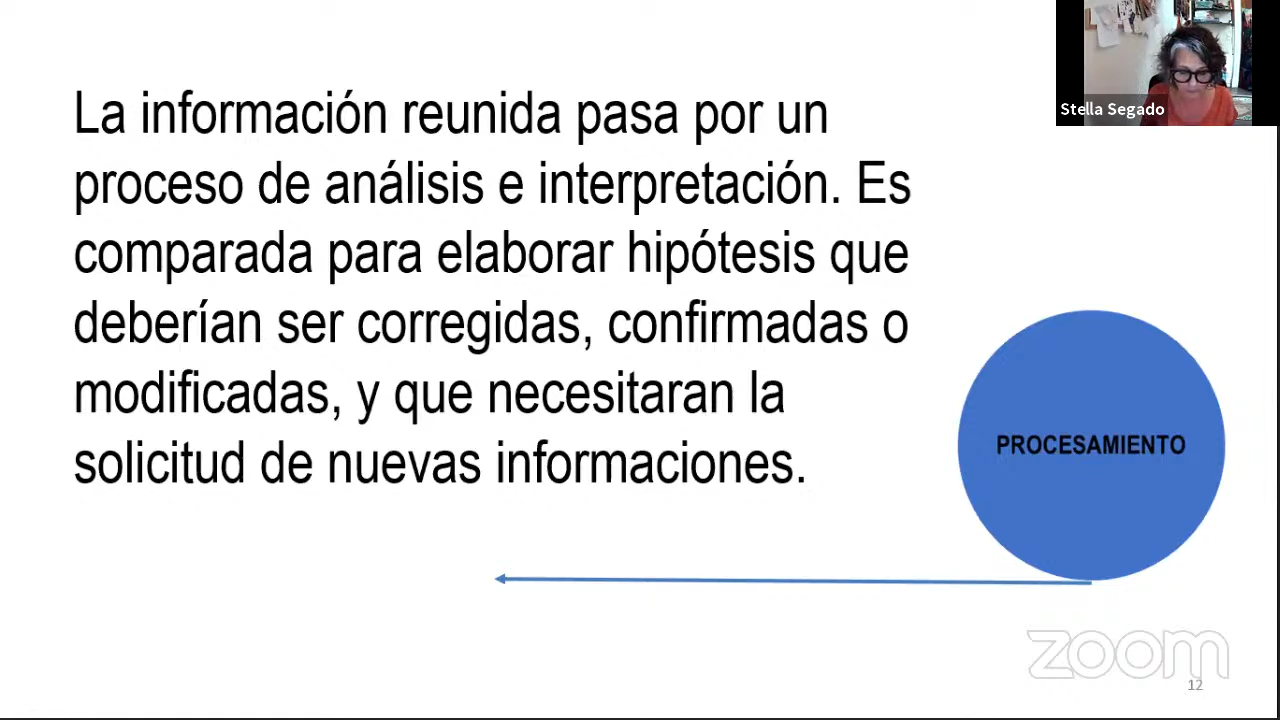 La información reunida pasa por un
proceso de análisis e interpretación. Es
comparada para elaborar hipótesis que
deberían ser corregidas, confirmadas o
modificadas, y que necesitaran la
solicitud de nuevas informaciones.
PROCESAMIENTO
Stella Segado
zoom
12